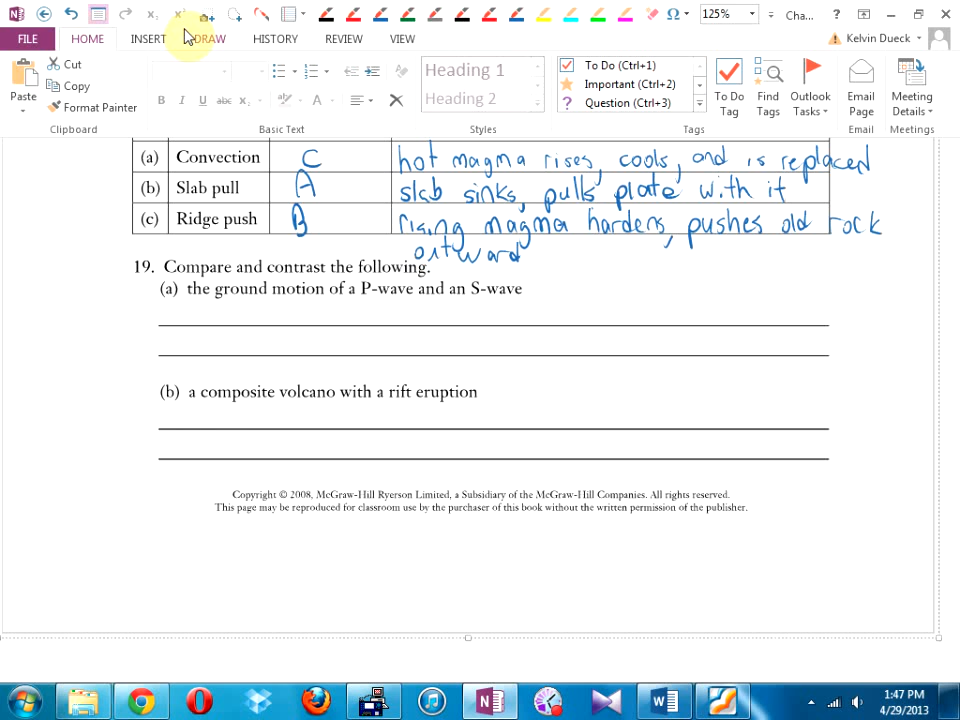 125%
Cha...
?
FILE
HOME
INSERT
DRAW
HISTORY
REVIEW
VIEW
Kelvin Dueck
Paste
Cut
Copy
Format Painter
Clipboard
B I U abc x
A
Basic Text
Heading 1
Heading 2
Styles
To Do (Ctrl+1)
Important (Ctrl+2)
? Question (Ctrl+3)
Tags
To Do Tag
Find Tags
Outlook Tasks
Email Page
Email
Meeting Details
Meetings
(a) Convection C hot magma rises, cools, and is replaced
(b) Slab pull A slab sinks, pulls plate with it
(c) Ridge push B rising magma hardens, pushes old rock
outward
19. Compare and contrast the following.
(a) the ground motion of a P-wave and an S-wave
(b) a composite volcano with a rift eruption
Copyright © 2008, McGraw-Hill Ryerson Limited, a Subsidiary of the McGraw-Hill Companies. All rights reserved.
This page may be reproduced for classroom use by the purchaser of this book without the written permission of the publisher.
1:47 PM
4/29/2013